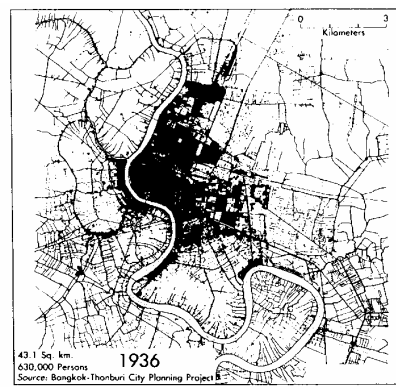 0 3
Kilometers
43.1 Sq. km.
1936
630,000 Persons
Source: Bangkok-Thonburi City Planning Project